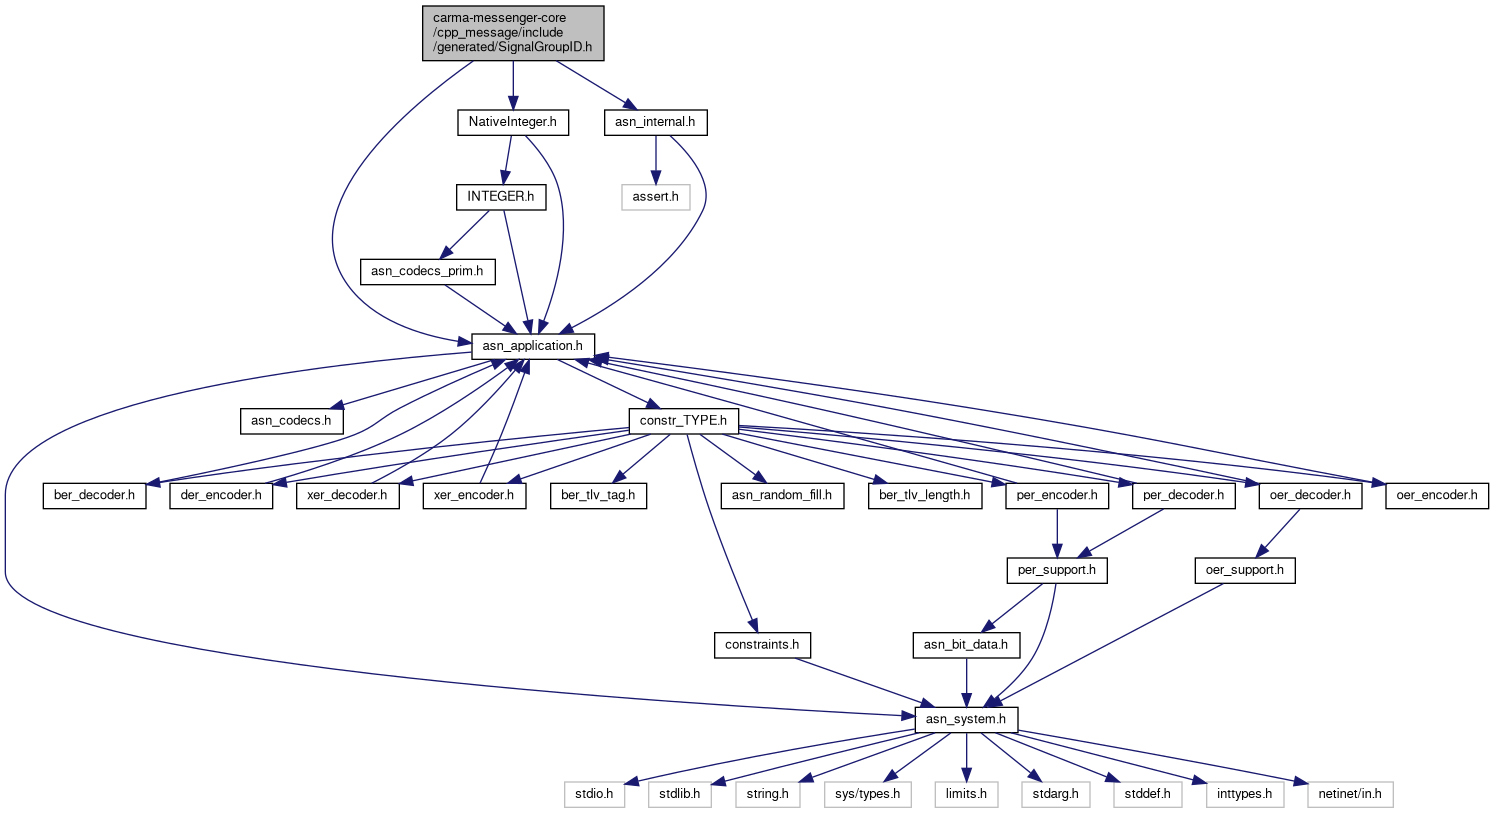 carma-messenger-core
/cpp_message/include
/generated/SignalGroupID.h
NativeInteger.h
asn_internal.h
INTEGER.h
assert.h
asn_codecs_prim.h
asn_application.h
asn_codecs.h
constr_TYPE.h
ber_decoder.h
der_encoder.h
xer_decoder.h
xer_encoder.h
ber_tlv_tag.h
asn_random_fill.h
ber_tlv_length.h
per_encoder.h
per_decoder.h
oer_decoder.h
oer_encoder.h
per_support.h
oer_support.h
constraints.h
asn_bit_data.h
asn_system.h
stdio.h
stdlib.h
string.h
sys/types.h
limits.h
stdarg.h
stddef.h
inttypes.h
netinet/in.h